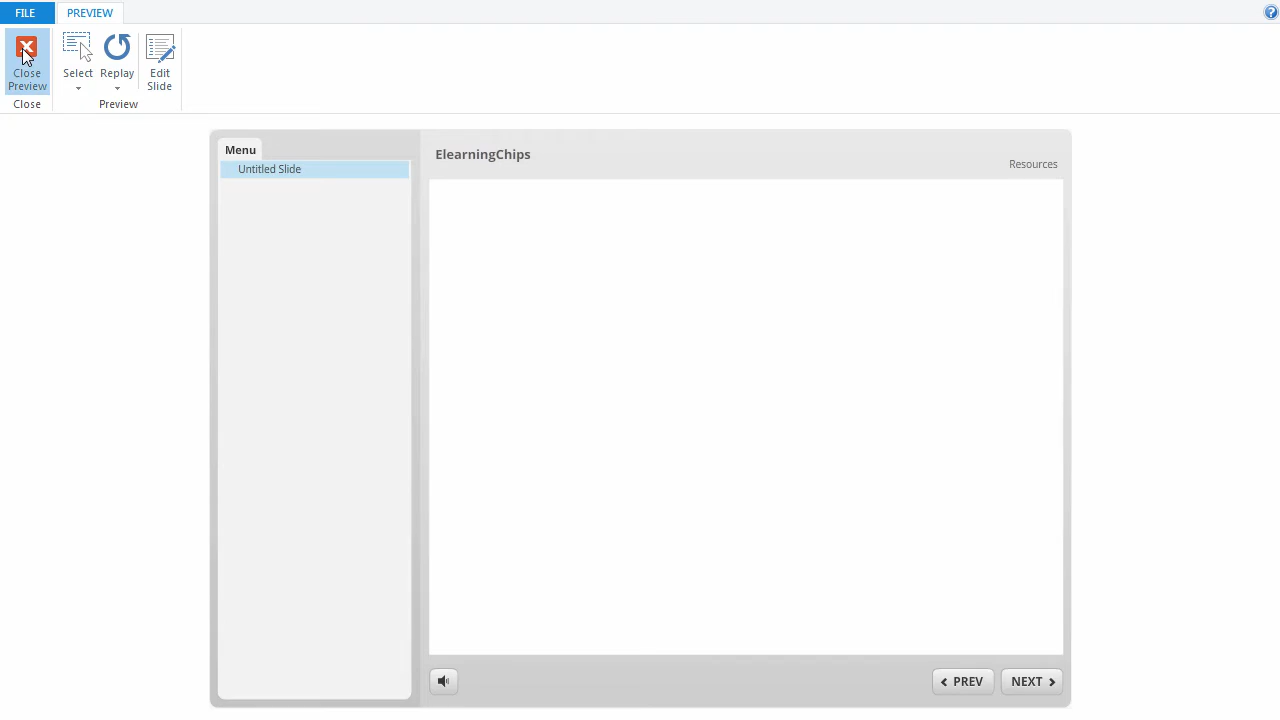 FILE PREVIEW
Close Preview
Select
Replay
Edit Slide
Close
Preview
Menu
Untitled Slide
ElearningChips
Resources
PREV
NEXT